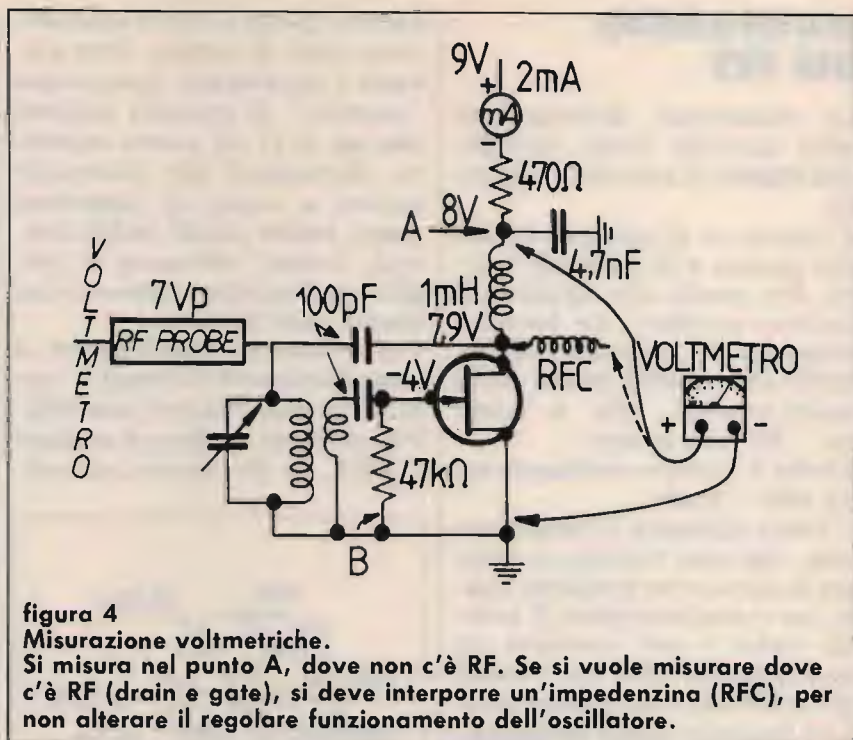 9V 2mA
+
mA
-
470Ω
A 8V
4,7nF
1mH
7,9V
VOLTMETRO
7Vp
RF PROBE
100pF
RFC
VOLTMETRO
+ -
-4V
47kΩ
B
figura 4
Misurazione voltmetriche.
Si misura nel punto A, dove non c'è RF. Se si vuole misurare dove
c'è RF (drain e gate), si deve interporre un'impedenzina (RFC), per
non alterare il regolare funzionamento dell'oscillatore.